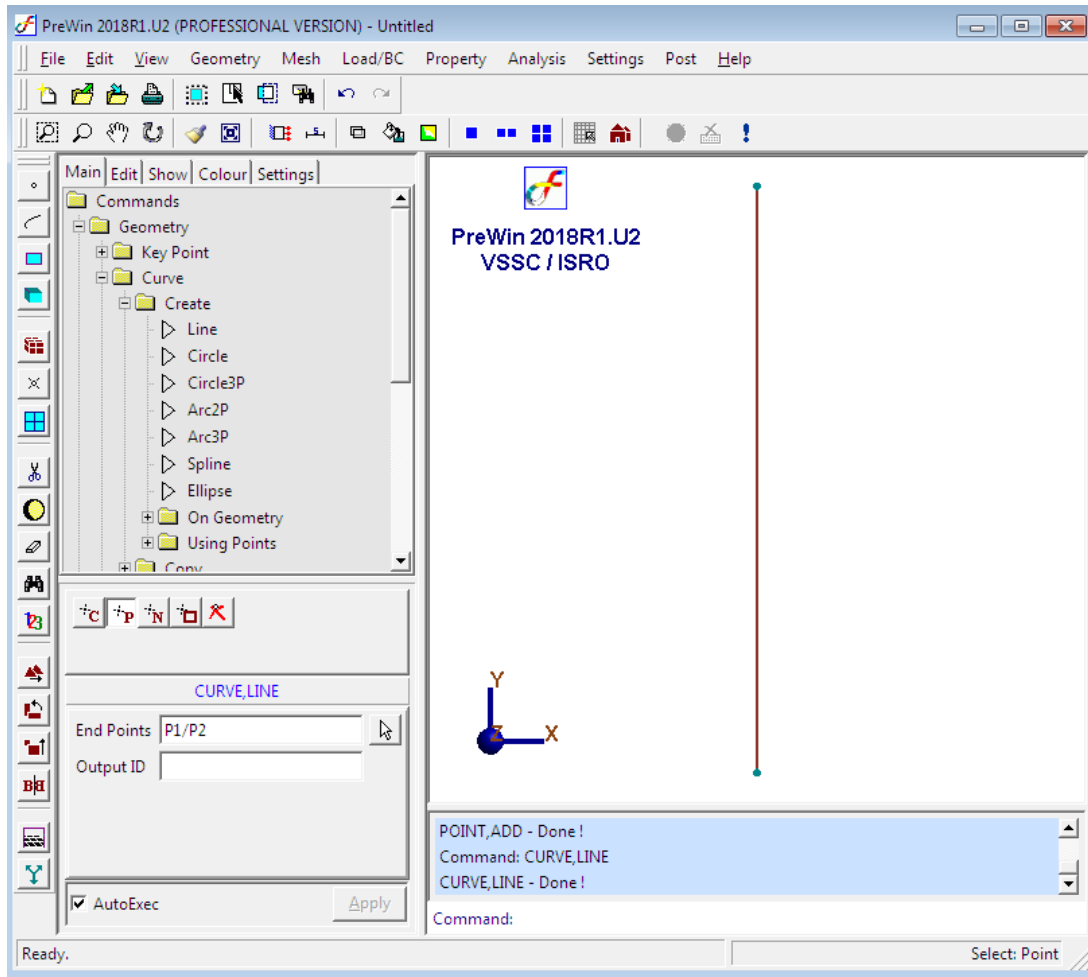 PreWin 2018R1.U2 (PROFESSIONAL VERSION) - Untitled
File Edit View Geometry Mesh Load/BC Property Analysis Settings Post Help
Main Edit Show Colour Settings
Commands
Geometry
Key Point
Curve
Create
Line
Circle
Circle3P
Arc2P
Arc3P
Spline
Ellipse
On Geometry
Using Points
Copy
C P N
CURVE,LINE
End Points P1/P2
Output ID
AutoExec Apply
PreWin 2018R1.U2
VSSC / ISRO
Y
Z X
POINT,ADD - Done !
Command: CURVE,LINE
CURVE,LINE - Done !
Command:
Ready. Select: Point